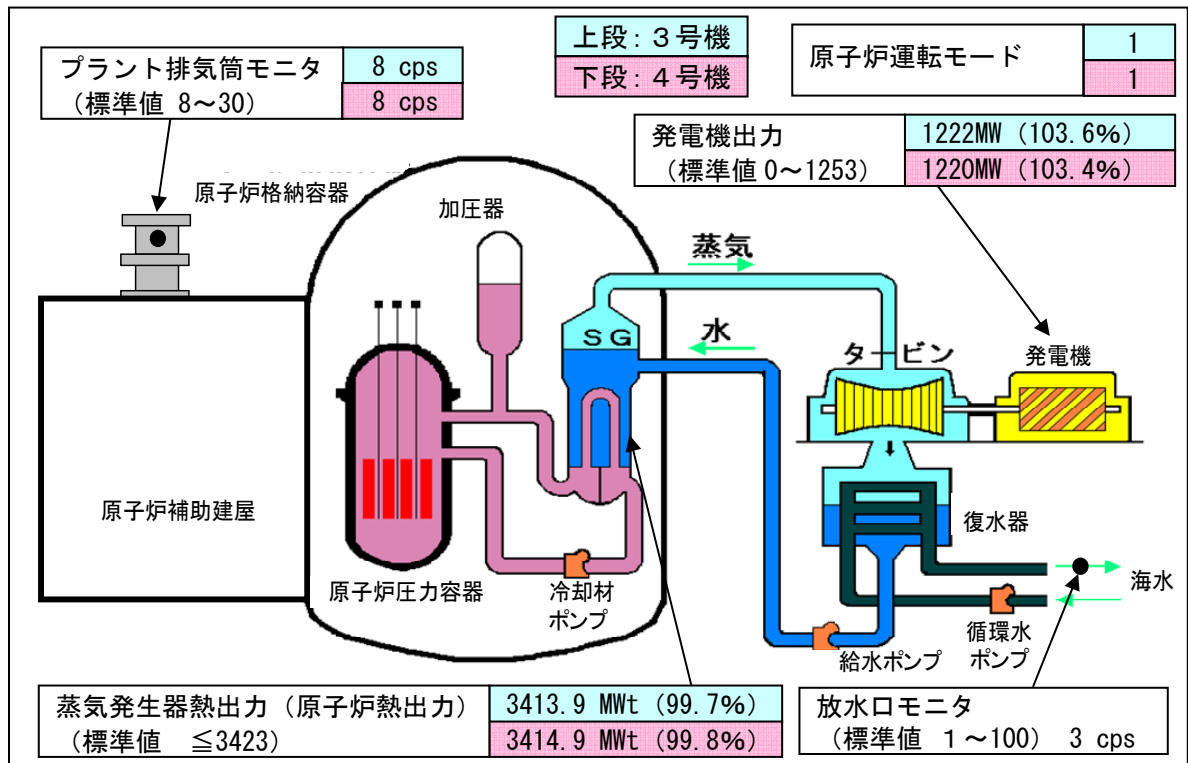 上段：３号機
下段：４号機
プラント排気筒モニタ
（標準値 8～30）
8 cps
8 cps
原子炉運転モード
1
1
発電機出力
（標準値 0～1253）
1222MW (103.6%)
1220MW (103.4%)
原子炉格納容器
加圧器
蒸気
ＳＧ
水
タービン
発電機
原子炉補助建屋
原子炉圧力容器
冷却材
ポンプ
復水器
海水
循環水
ポンプ
給水ポンプ
蒸気発生器熱出力（原子炉熱出力）
（標準値　≦3423）
3413.9 MWt (99.7%)
3414.9 MWt (99.8%)
放水口モニタ
（標準値　１～100）　3 cps